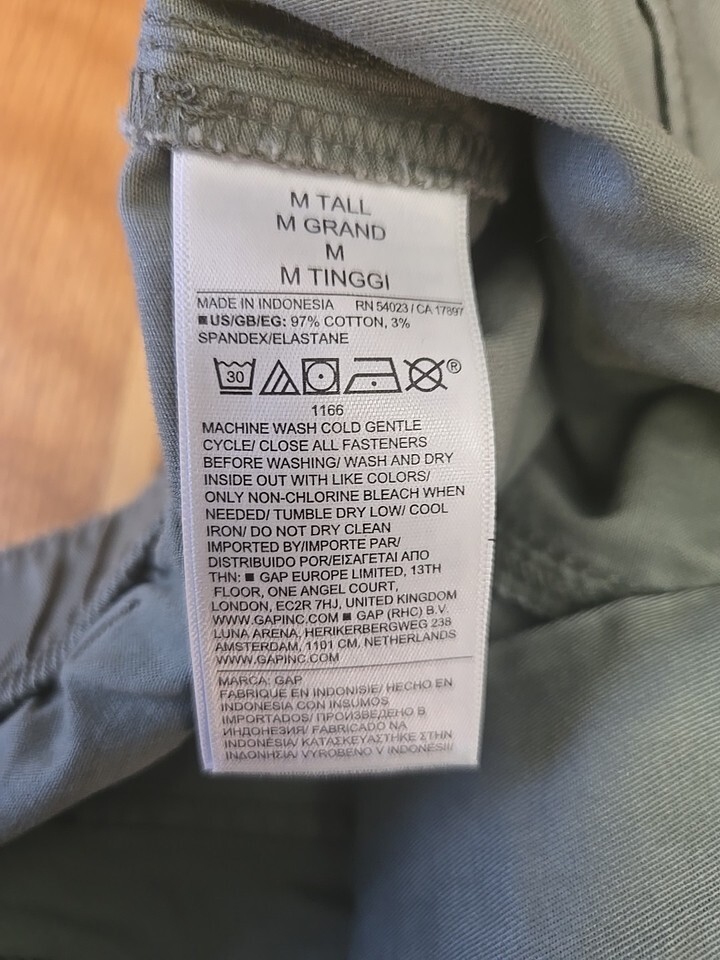 M TALL
M GRAND
M
M TINGGI
MADE IN INDONESIA RN 54023 / CA 17897
■US/GB/EG: 97% COTTON, 3%
SPANDEX/ELASTANE
30 ®
1166
MACHINE WASH COLD GENTLE
CYCLE/ CLOSE ALL FASTENERS
BEFORE WASHING/ WASH AND DRY
INSIDE OUT WITH LIKE COLORS/
ONLY NON-CHLORINE BLEACH WHEN
NEEDED/ TUMBLE DRY LOW/ COOL
IRON/ DO NOT DRY CLEAN
IMPORTED BY/IMPORTE PAR/
DISTRIBUIDO POR/ΕΙΣΑΓΕΤΑΙ ΑΠΟ
ΤΗΝ: ■ GAP EUROPE LIMITED, 13TH
FLOOR, ONE ANGEL COURT,
LONDON, EC2R 7HJ, UNITED KINGDOM
WWW.GAPINC.COM ■ GAP (RHC) B.V.
LUNA ARENA, HERIKERBERGWEG 238
AMSTERDAM, 1101 CM, NETHERLANDS
WWW.GAPINC.COM
MARCA: GAP
FABRIQUE EN INDONISIE/ HECHO EN
INDONESIA CON INSUMOS
IMPORTADOS/ ПРОИЗВЕДЕНО В
ИНДОНЕЗИЯ/ FABRICADO NA
INDONÉSIA/ ΚΑΤΑΣΚΕΥΑΣΤΗΚΕ ΣΤΗΝ
ΙΝΔΟΝΗΣΙΑ/ VYROBENO V INDONÉSII/